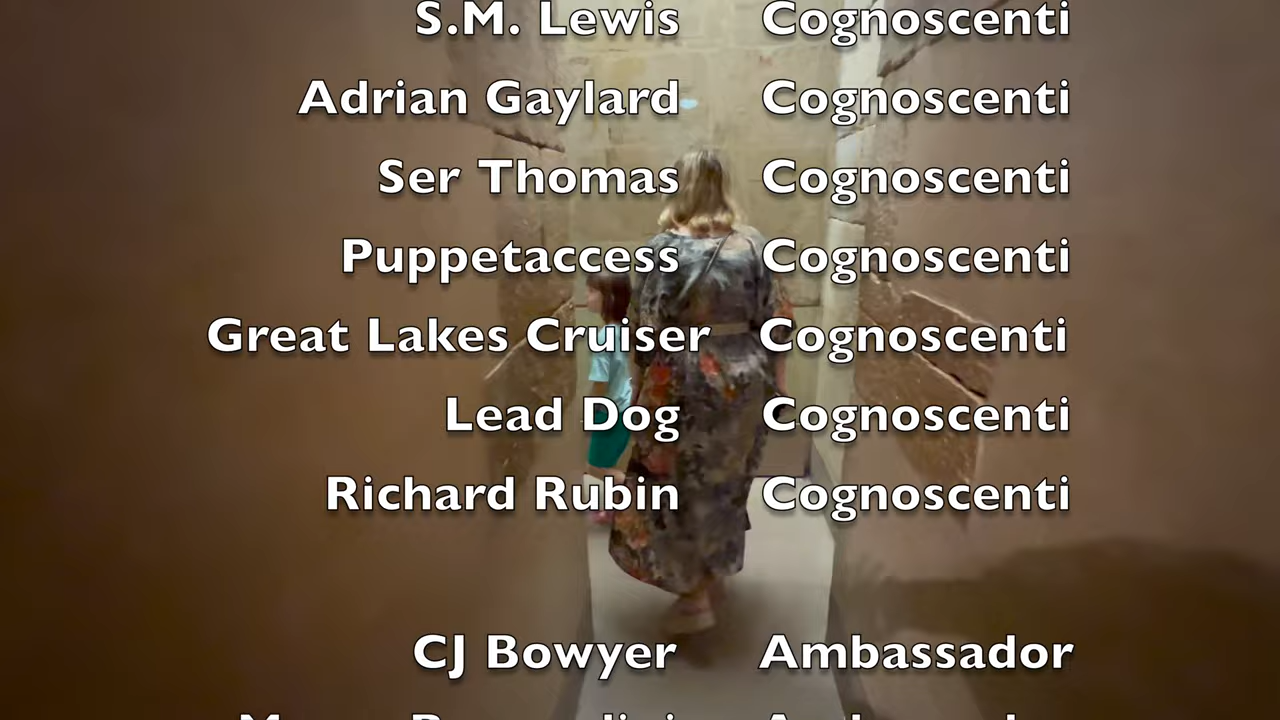 S.M. Lewis Cognoscenti
Adrian Gaylard Cognoscenti
Ser Thomas Cognoscenti
Puppetaccess Cognoscenti
Great Lakes Cruiser Cognoscenti
Lead Dog Cognoscenti
Richard Rubin Cognoscenti
CJ Bowyer Ambassador